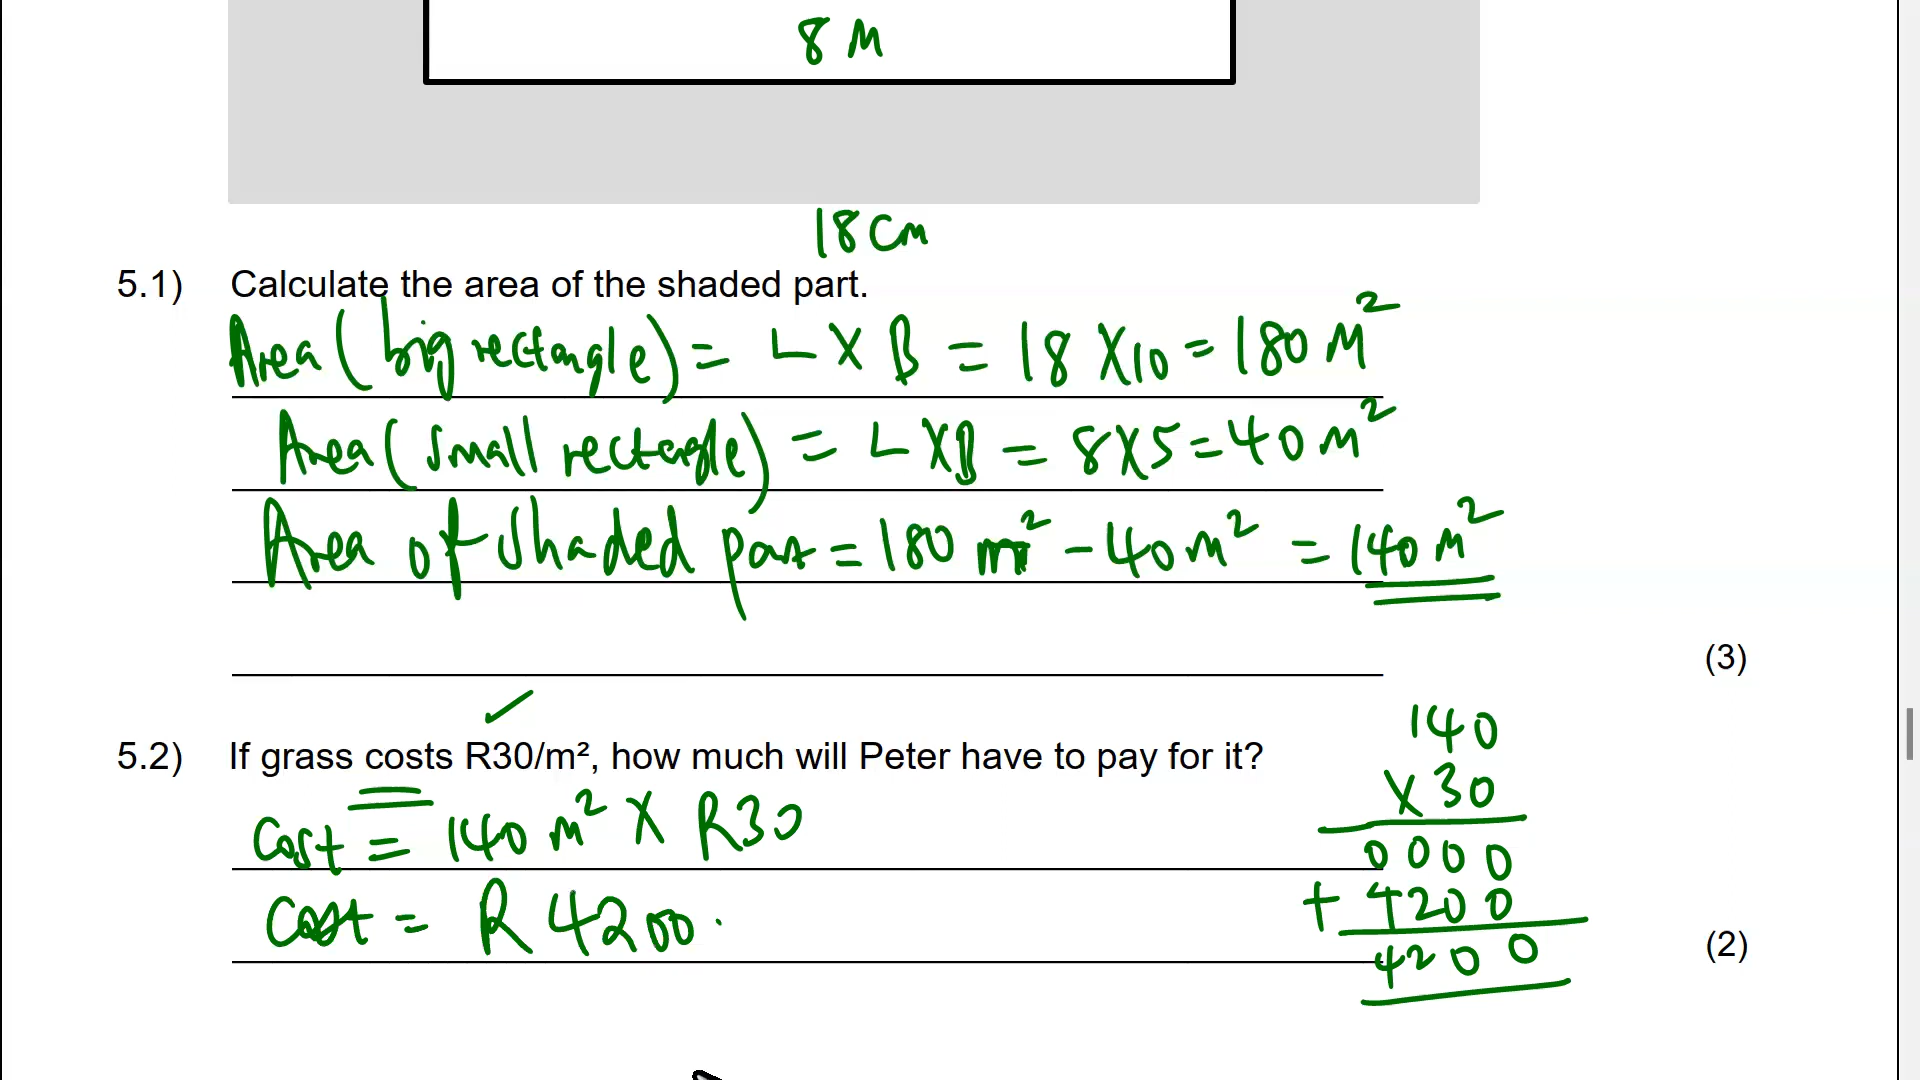 8 M
18 Cm
5.1) Calculate the area of the shaded part.
Area (big rectangle) = L X B = 18 X 10 = 180 M²
Area (small rectagle) = L X B = 8 X 5 = 40 m²
Area of shaded part = 180 m² - 40 m² = 140 m²
(3)
5.2) If grass costs R30/m², how much will Peter have to pay for it?
Cost = 140 m² X R30
Cost = R 4200.
140
X 30
0000
+ 4200
4200
(2)